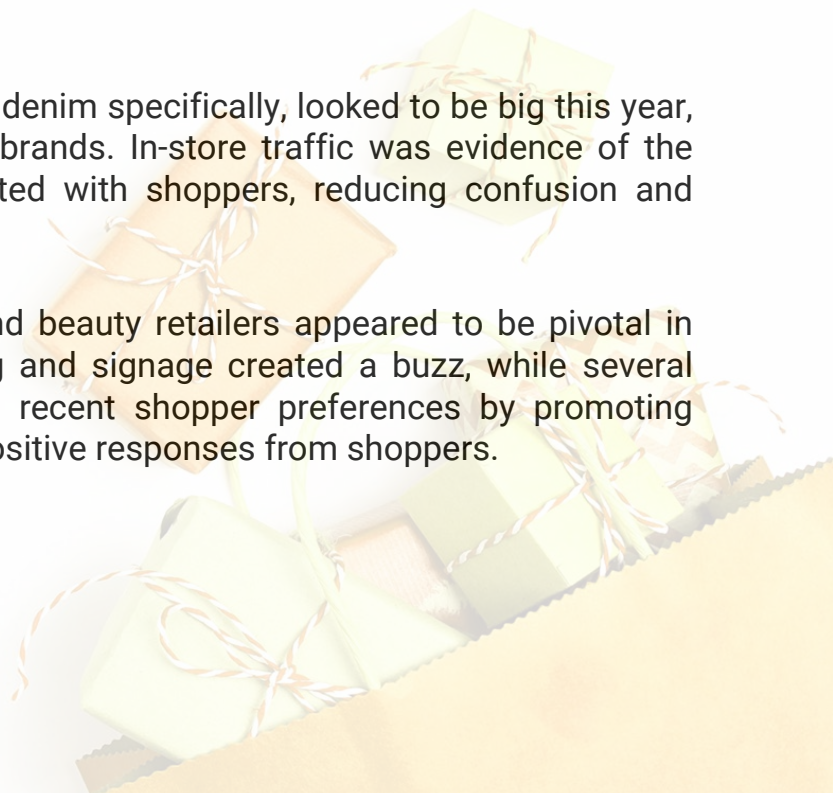 denim specifically, looked to be big this year,
brands. In-store traffic was evidence of the
with shoppers, reducing confusion and
beauty retailers appeared to be pivotal in
and signage created a buzz, while several
recent shopper preferences by promoting
responses from shoppers.